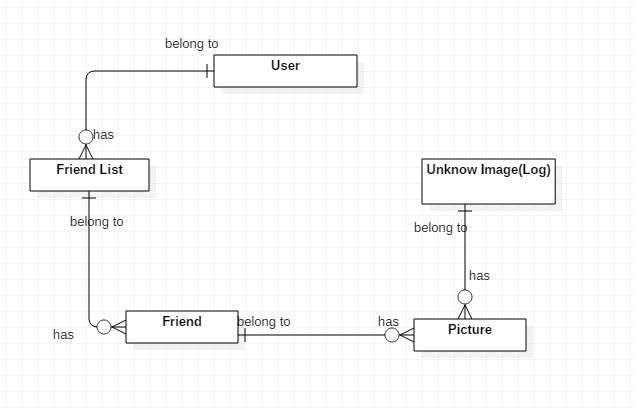 belong to
User
has
Friend List
Unknow Image(Log)
belong to
belong to
has
Friend
belong to
has
Picture
has